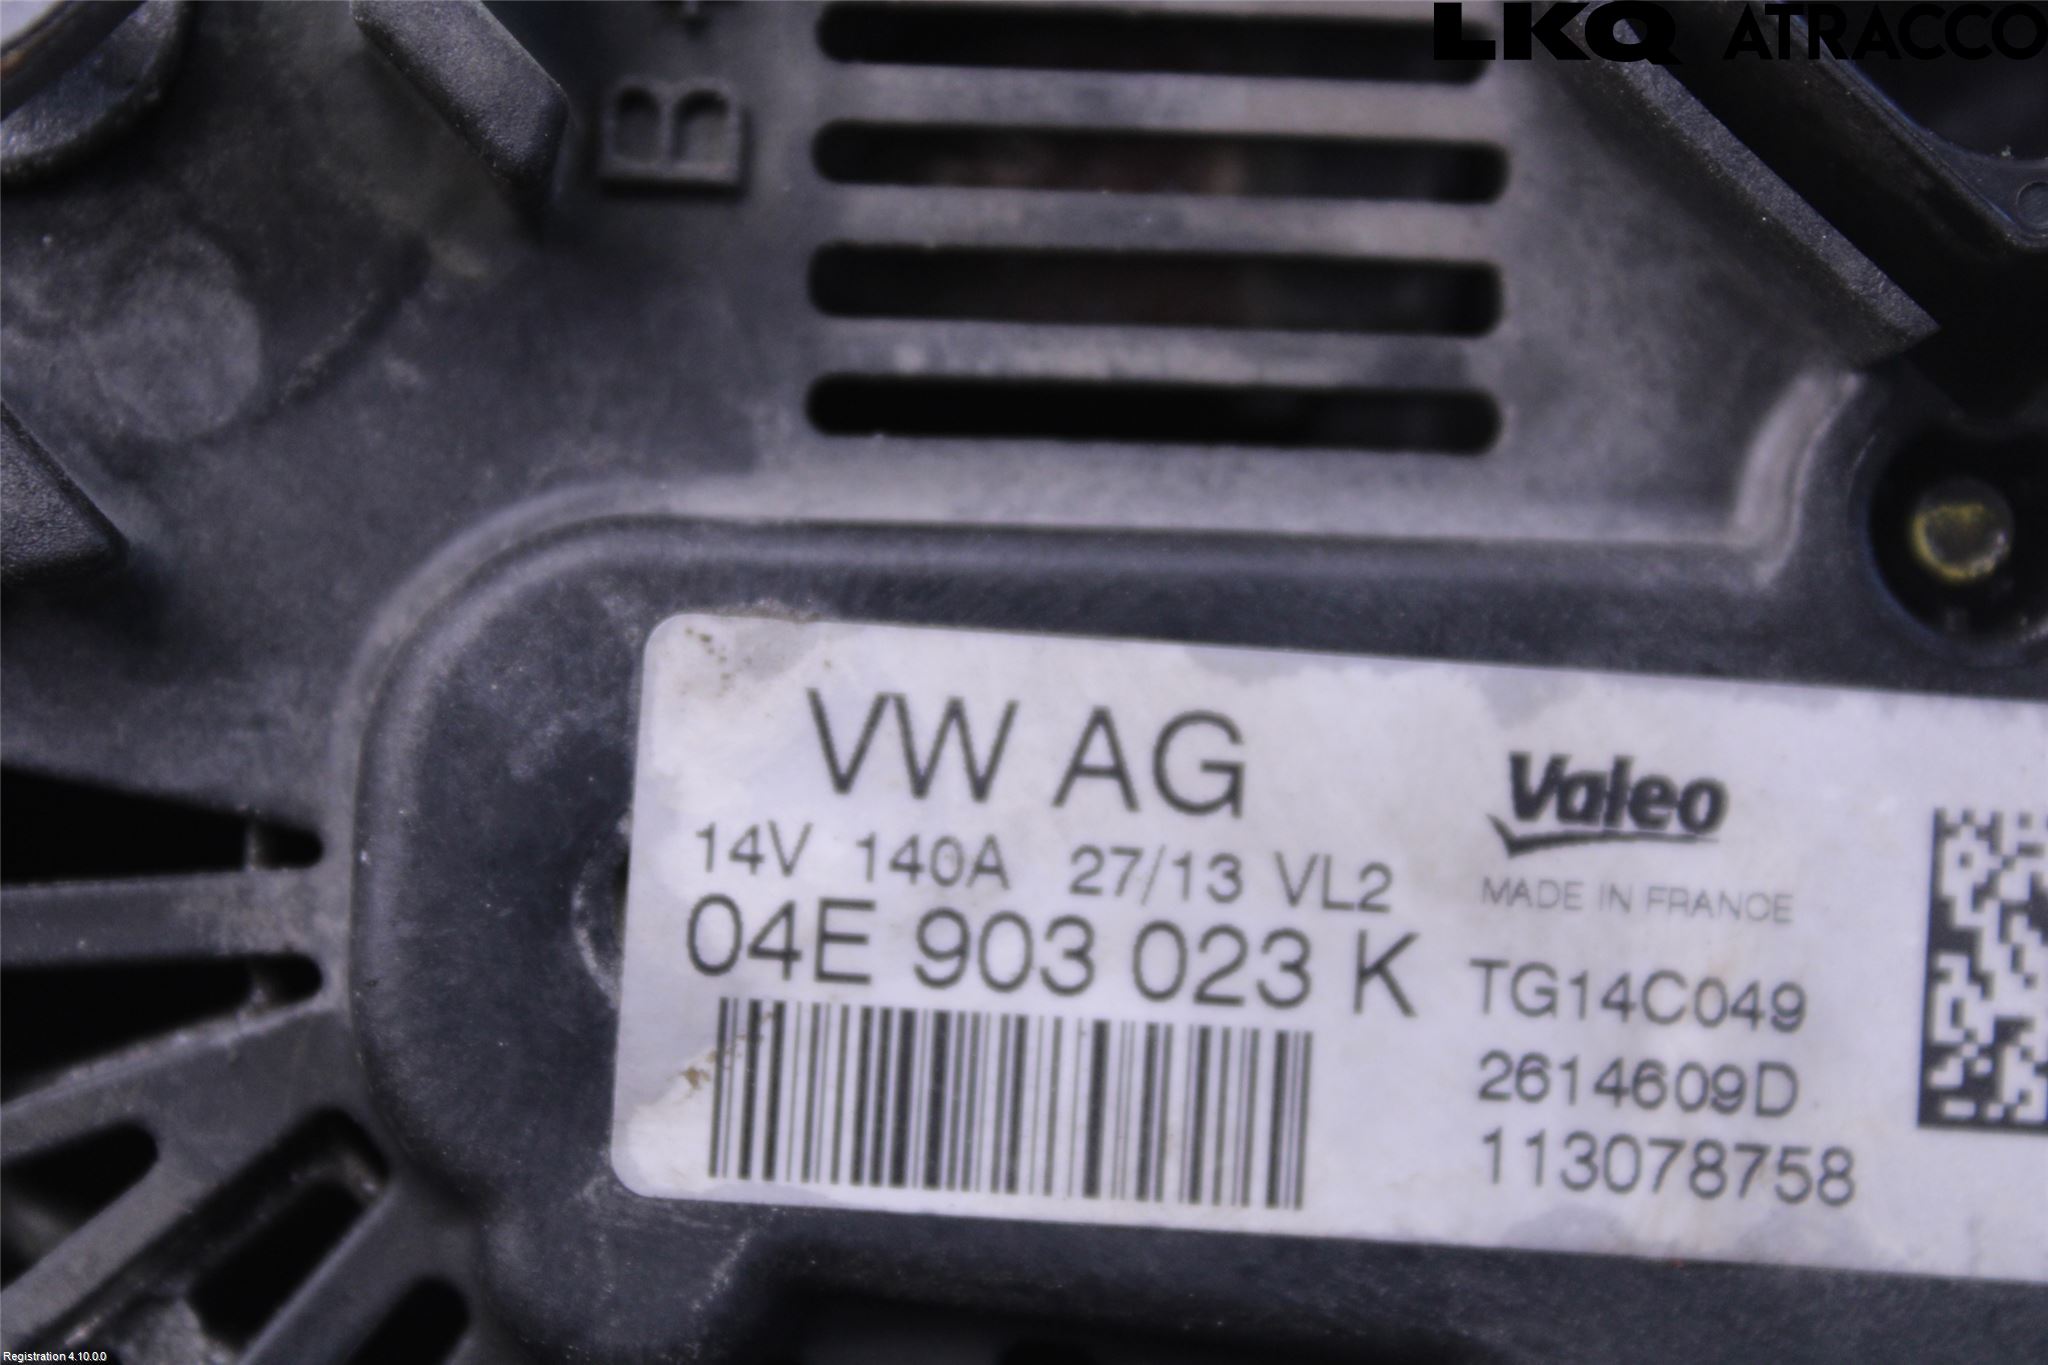 LKQ ATRACCO
B+
VW AG
14V 140A 27/13 VL2
04E 903 023 K
Valeo
MADE IN FRANCE
TG14C049
2614609D
113078758
Registration 4.10.0.0